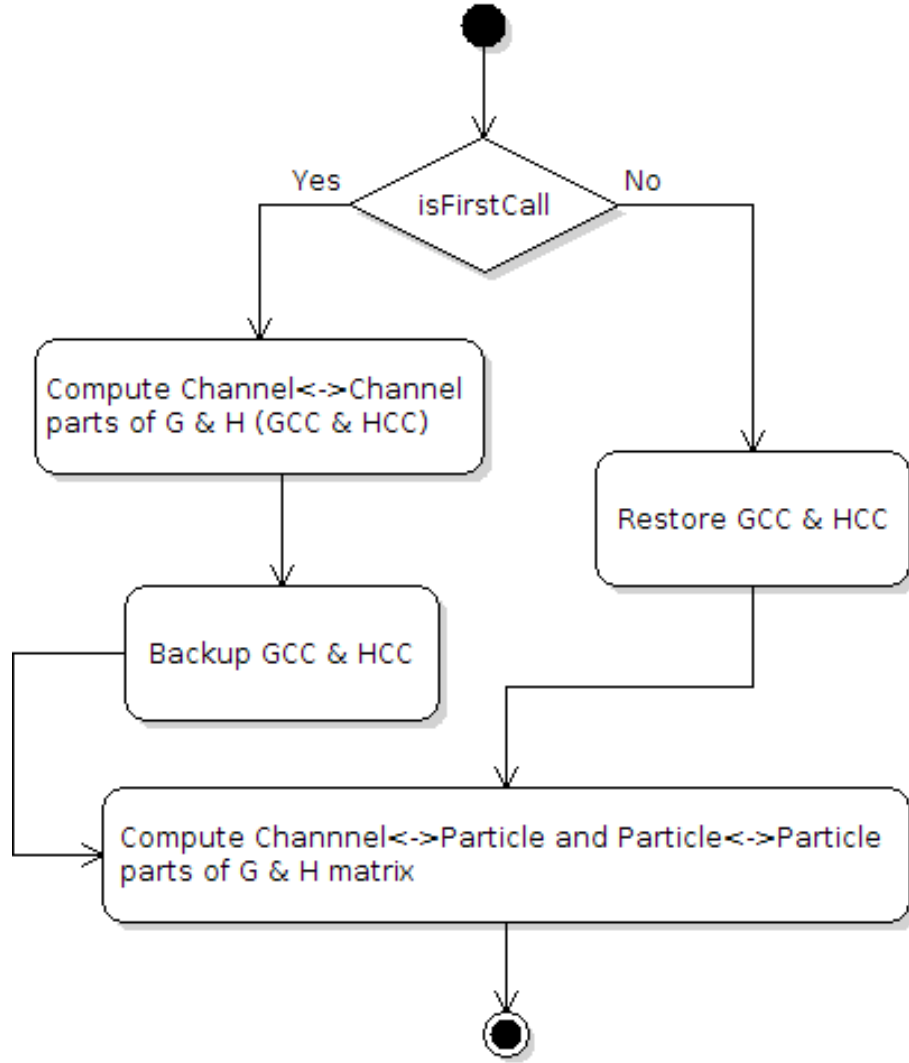 isFirstCall
Yes
No
Compute Channel<->Channel
parts of G & H (GCC & HCC)
Restore GCC & HCC
Backup GCC & HCC
Compute Channnel<->Particle and Particle<->Particle
parts of G & H matrix